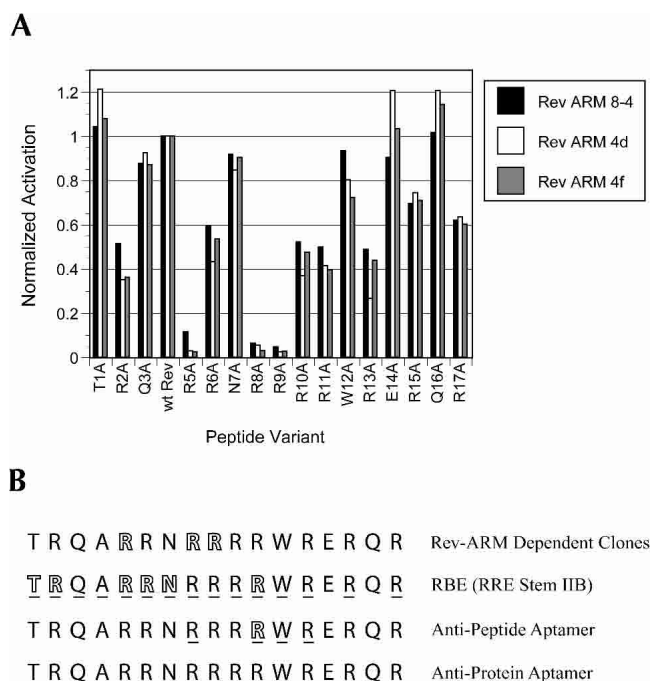 A
1.2
1
0.8
0.6
0.4
0.2
0
Normalized Activation
T1A R2A Q3A wt Rev R5A R6A N7A R8A R9A R10A R11A W12A R13A E14A R15A Q16A R17A
Peptide Variant
Rev ARM 8-4
Rev ARM 4d
Rev ARM 4f
B
T R Q A R R N R R R R W R E R Q R Rev-ARM Dependent Clones
T R Q A R R N R R R R W R E R Q R RBE (RRE Stem IIB)
T R Q A R R N R R R R W R E R Q R Anti-Peptide Aptamer
T R Q A R R N R R R R W R E R Q R Anti-Protein Aptamer